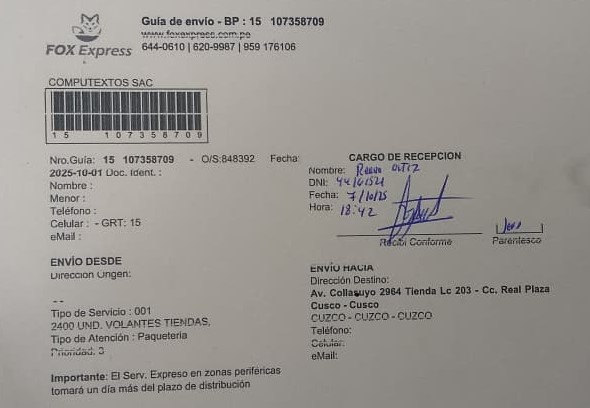 FOX Express
Guía de envío - BP : 15 107358709
www.foxexpress.com.pe
644-0610 | 620-9987 | 959 176106
COMPUTEXTOS SAC
15 107358709
Nro.Guía: 15 107358709 - O/S:848392 Fecha:
2025-10-01 Doc. Ident. :
Nombre :
Menor :
Teléfono :
Celular : - GRT: 15
eMail :
CARGO DE RECEPCION
Nombre:
DNI:
Fecha: 7/10/25
Hora: 18:42
Recibi Conforme
Parentesco
ENVÍO DESDE
Dirección Origen:
--
Tipo de Servicio : 001
2400 UND. VOLANTES TIENDAS,
Tipo de Atención : Paquetería
Prioridad: 3
Importante: El Serv. Expreso en zonas periféricas
tomará un día más del plazo de distribución
ENVÍO HACIA
Dirección Destino:
Av. Collasuyo 2964 Tienda Lc 203 - Cc. Real Plaza
Cusco - Cusco
CUZCO - CUZCO - CUZCO
Teléfono:
Celular:
eMail: